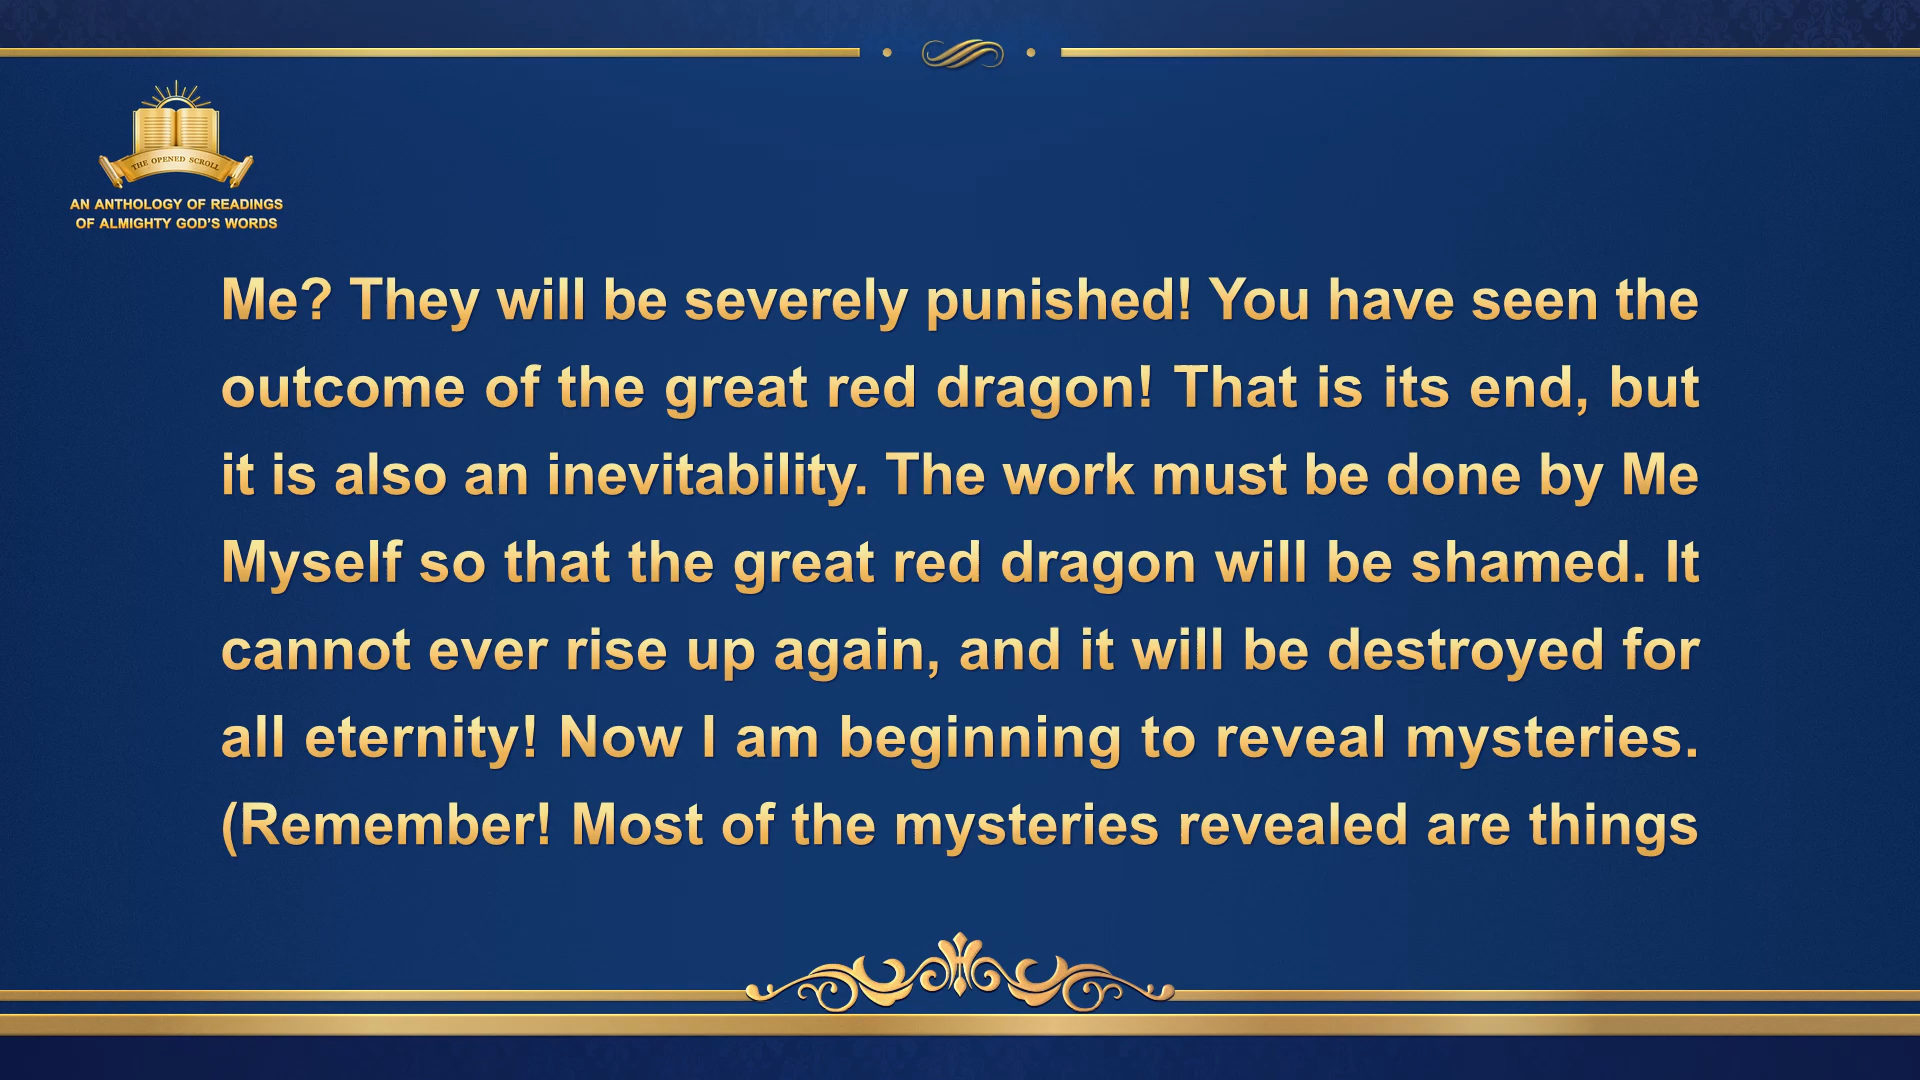 THE OPENED SCROLL
AN ANTHOLOGY OF READINGS
OF ALMIGHTY GOD'S WORDS
Me? They will be severely punished! You have seen the
outcome of the great red dragon! That is its end, but
it is also an inevitability. The work must be done by Me
Myself so that the great red dragon will be shamed. It
cannot ever rise up again, and it will be destroyed for
all eternity! Now I am beginning to reveal mysteries.
(Remember! Most of the mysteries revealed are things